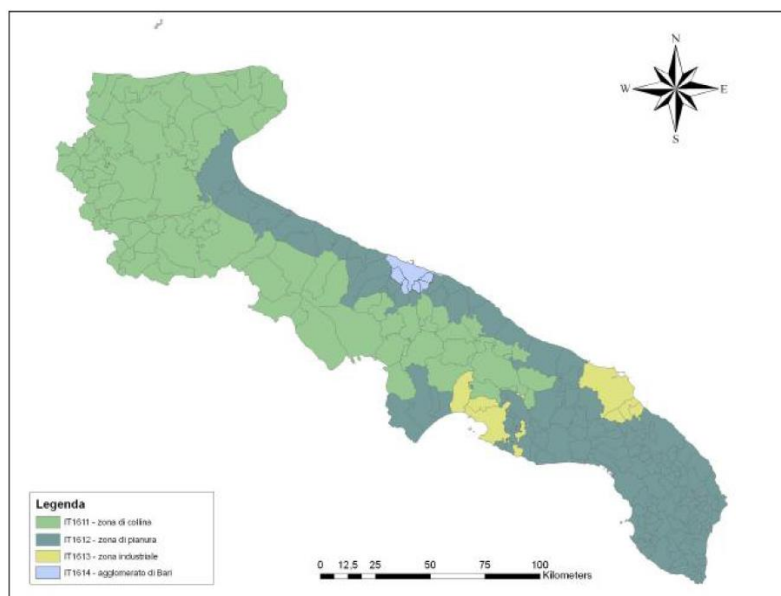 N
W E
S
Legenda
IT1611 - zona di collina
IT1612 - zona di pianura
IT1613 - zona industriale
IT1614 - agglomerato di Bari
0 12,5 25 50 75 100
Kilometers